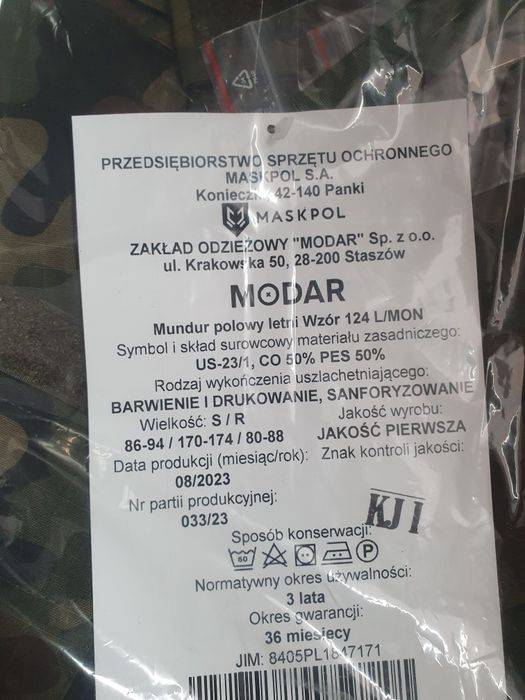 PRZEDSIĘBIORSTWO SPRZĘTU OCHRONNEGO
MASKPOL S.A.
42-140 Panki
MASKPOL
ZAKŁAD ODZIEŻOWY "MODAR" Sp. z o.o.
ul. Krakowska 50, 28-200 Staszów
MODAR
Mundur polowy letni Wzór 124 L/MON
Symbol i skład surowcowy materiału zasadniczego:
US-23/1, CO 50% PES 50%
Rodzaj wykończenia uszlachetniającego:
BARWIENIE I DRUKOWANIE, SANFORYZOWANIE
Wielkość: S / R
86-94 / 170-174 / 80-88
Jakość wyrobu:
JAKOŚĆ PIERWSZA
Data produkcji (miesiąc/rok):
08/2023
Znak kontroli jakości:
Nr partii produkcyjnej:
033/23
KJ 1
Sposób konserwacji:
60
P
Normatywny okres używalności:
3 lata
Okres gwarancji:
36 miesięcy
JIM: 8405PL1847171